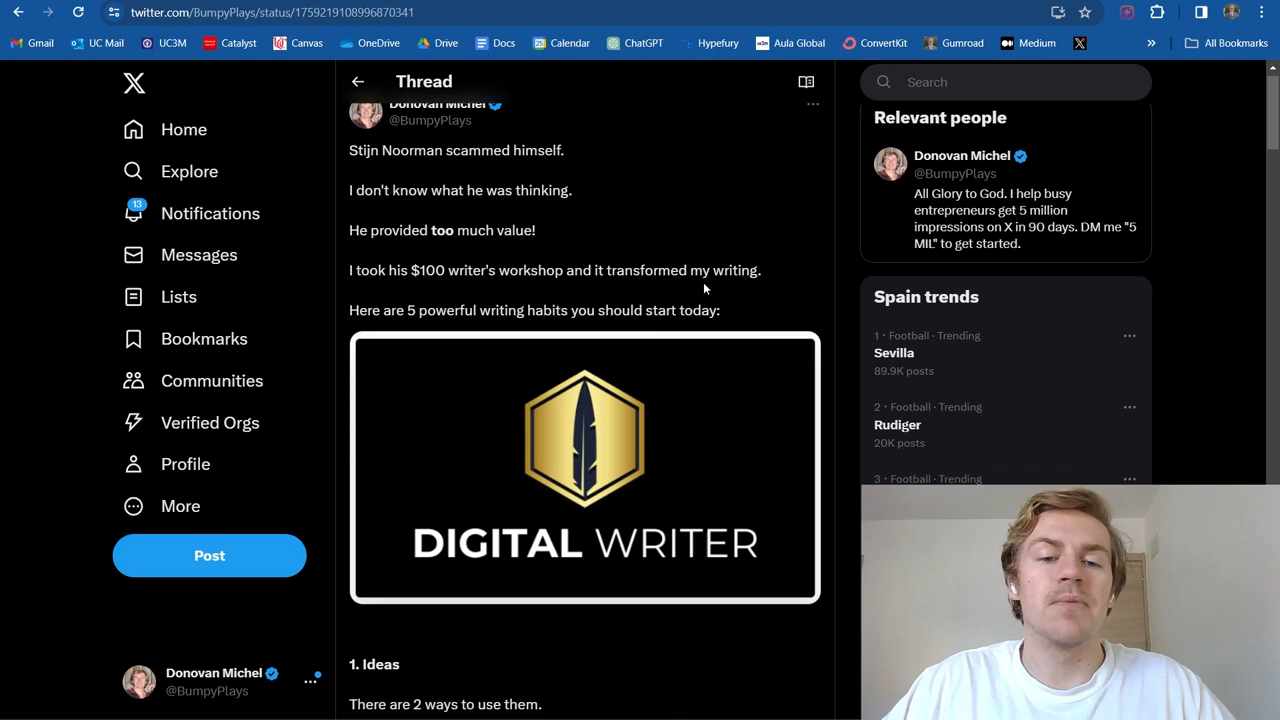 twitter.com/BumpyPlays/status/1759219108996870341
Gmail
UC Mail
UC3M
Catalyst
Canvas
OneDrive
Drive
Docs
Calendar
ChatGPT
Hypefury
Aula Global
ConvertKit
Gumroad
Medium
X
»
All Bookmarks
Home
Explore
13
Notifications
Messages
Lists
Bookmarks
Communities
Verified Orgs
Profile
More
Post
Donovan Michel
@BumpyPlays
Thread
Donovan Michel
@BumpyPlays
Stijn Noorman scammed himself.
I don't know what he was thinking.
He provided too much value!
I took his $100 writer's workshop and it transformed my writing.
Here are 5 powerful writing habits you should start today:
DIGITAL WRITER
1. Ideas
There are 2 ways to use them.
Search
Relevant people
Donovan Michel
@BumpyPlays
All Glory to God. I help busy
entrepreneurs get 5 million
impressions on X in 90 days. DM me "5
MIL" to get started.
Spain trends
1 · Football · Trending
Sevilla
89.9K posts
2 · Football · Trending
Rudiger
20K posts
3 · Football · Trending